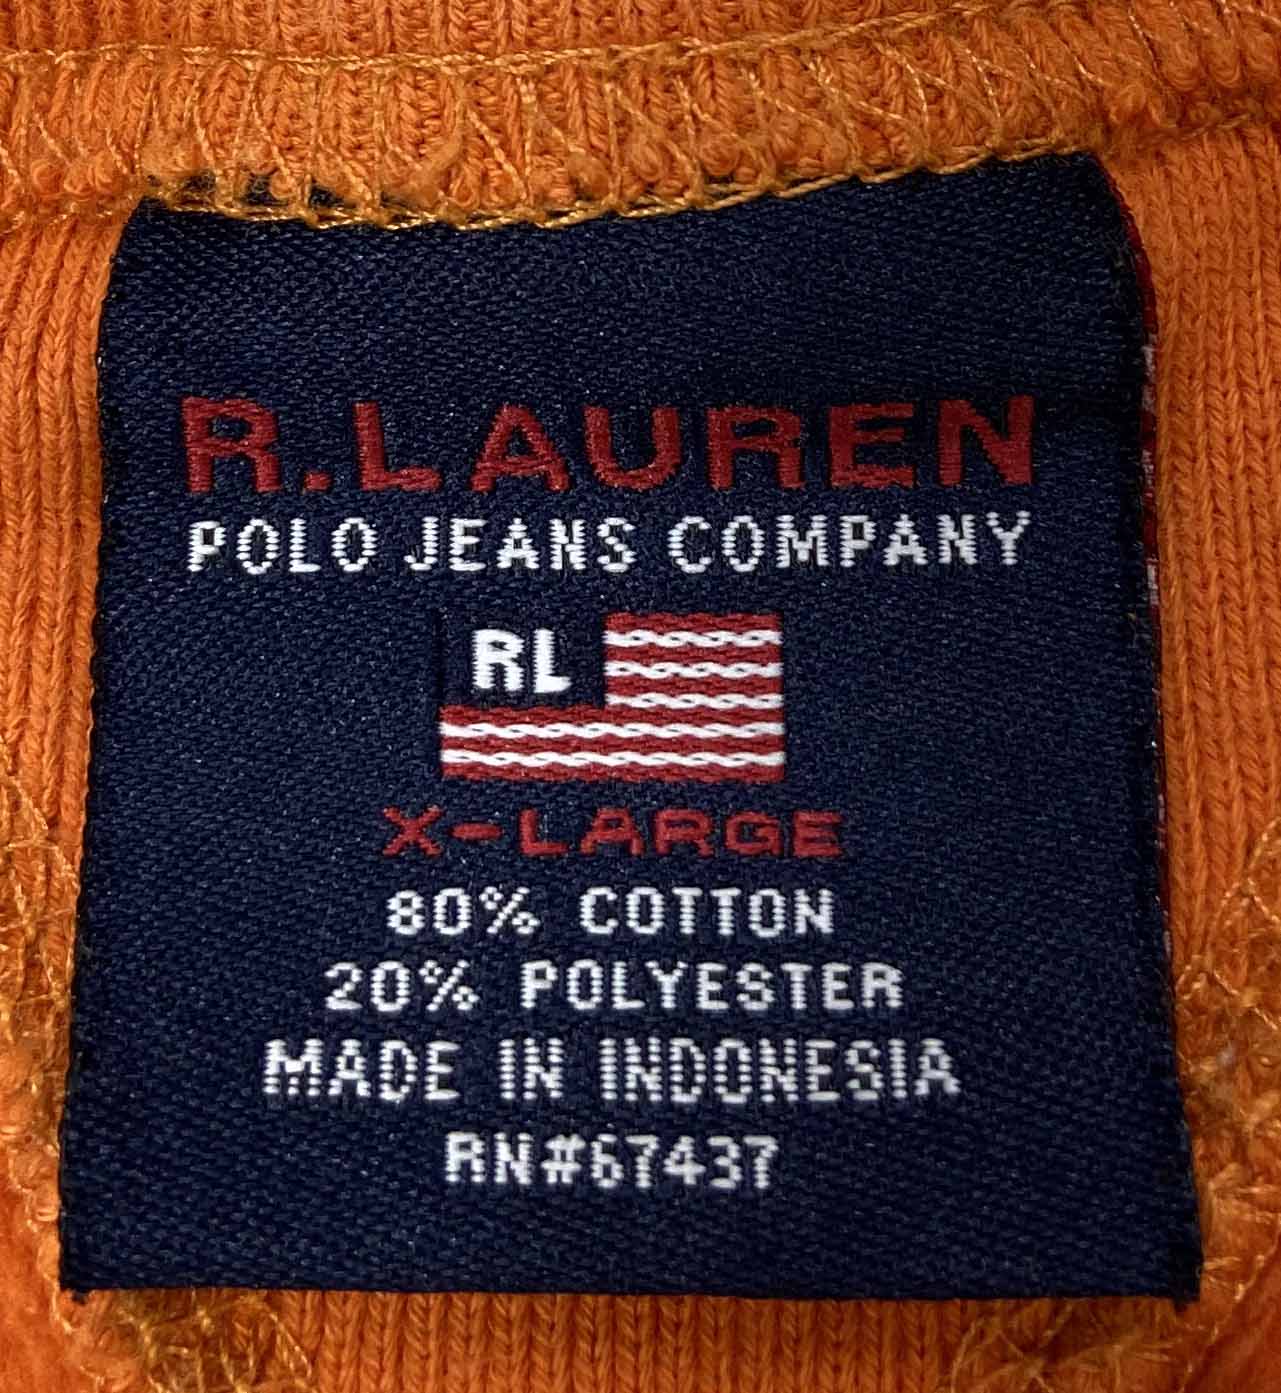 R.LAUREN
POLO JEANS COMPANY
RL
X-LARGE
80% COTTON
20% POLYESTER
MADE IN INDONESIA
RN#67437